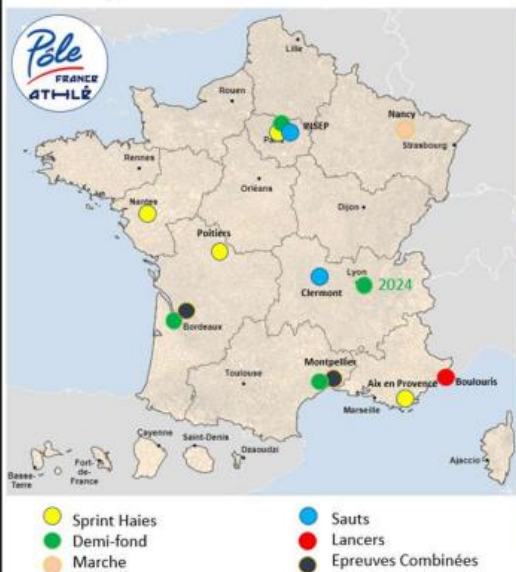 Pôle
FRANCE
ATHLÉ
Lille
Rouen
INSEP
Nancy
Strasbourg
Rennes
Orléans
Nantes
Dijon
Poitiers
Lyon
2024
Clermont
Bordeaux
Montpellier
Toulouse
Aix en Provence
Boulouris
Marseille
Cayenne
Saint-Denis
Dzaoudzi
Basse-
Terre
Fort-
de-
France
Ajaccio
Sprint Haies
Sauts
Demi-fond
Lancers
Marche
Epreuves Combinées